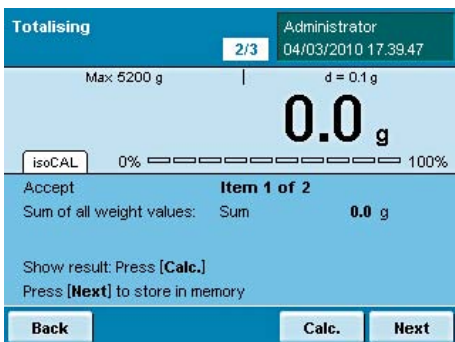 Totalising
2/3
Administrator
04/03/2010 17.39.47
Max 5200 g
d = 0.1 g
0.0 g
isoCAL 0% 100%
Accept Item 1 of 2
Sum of all weight values: Sum 0.0 g
Show result: Press [Calc.]
Press [Next] to store in memory
Back Calc. Next